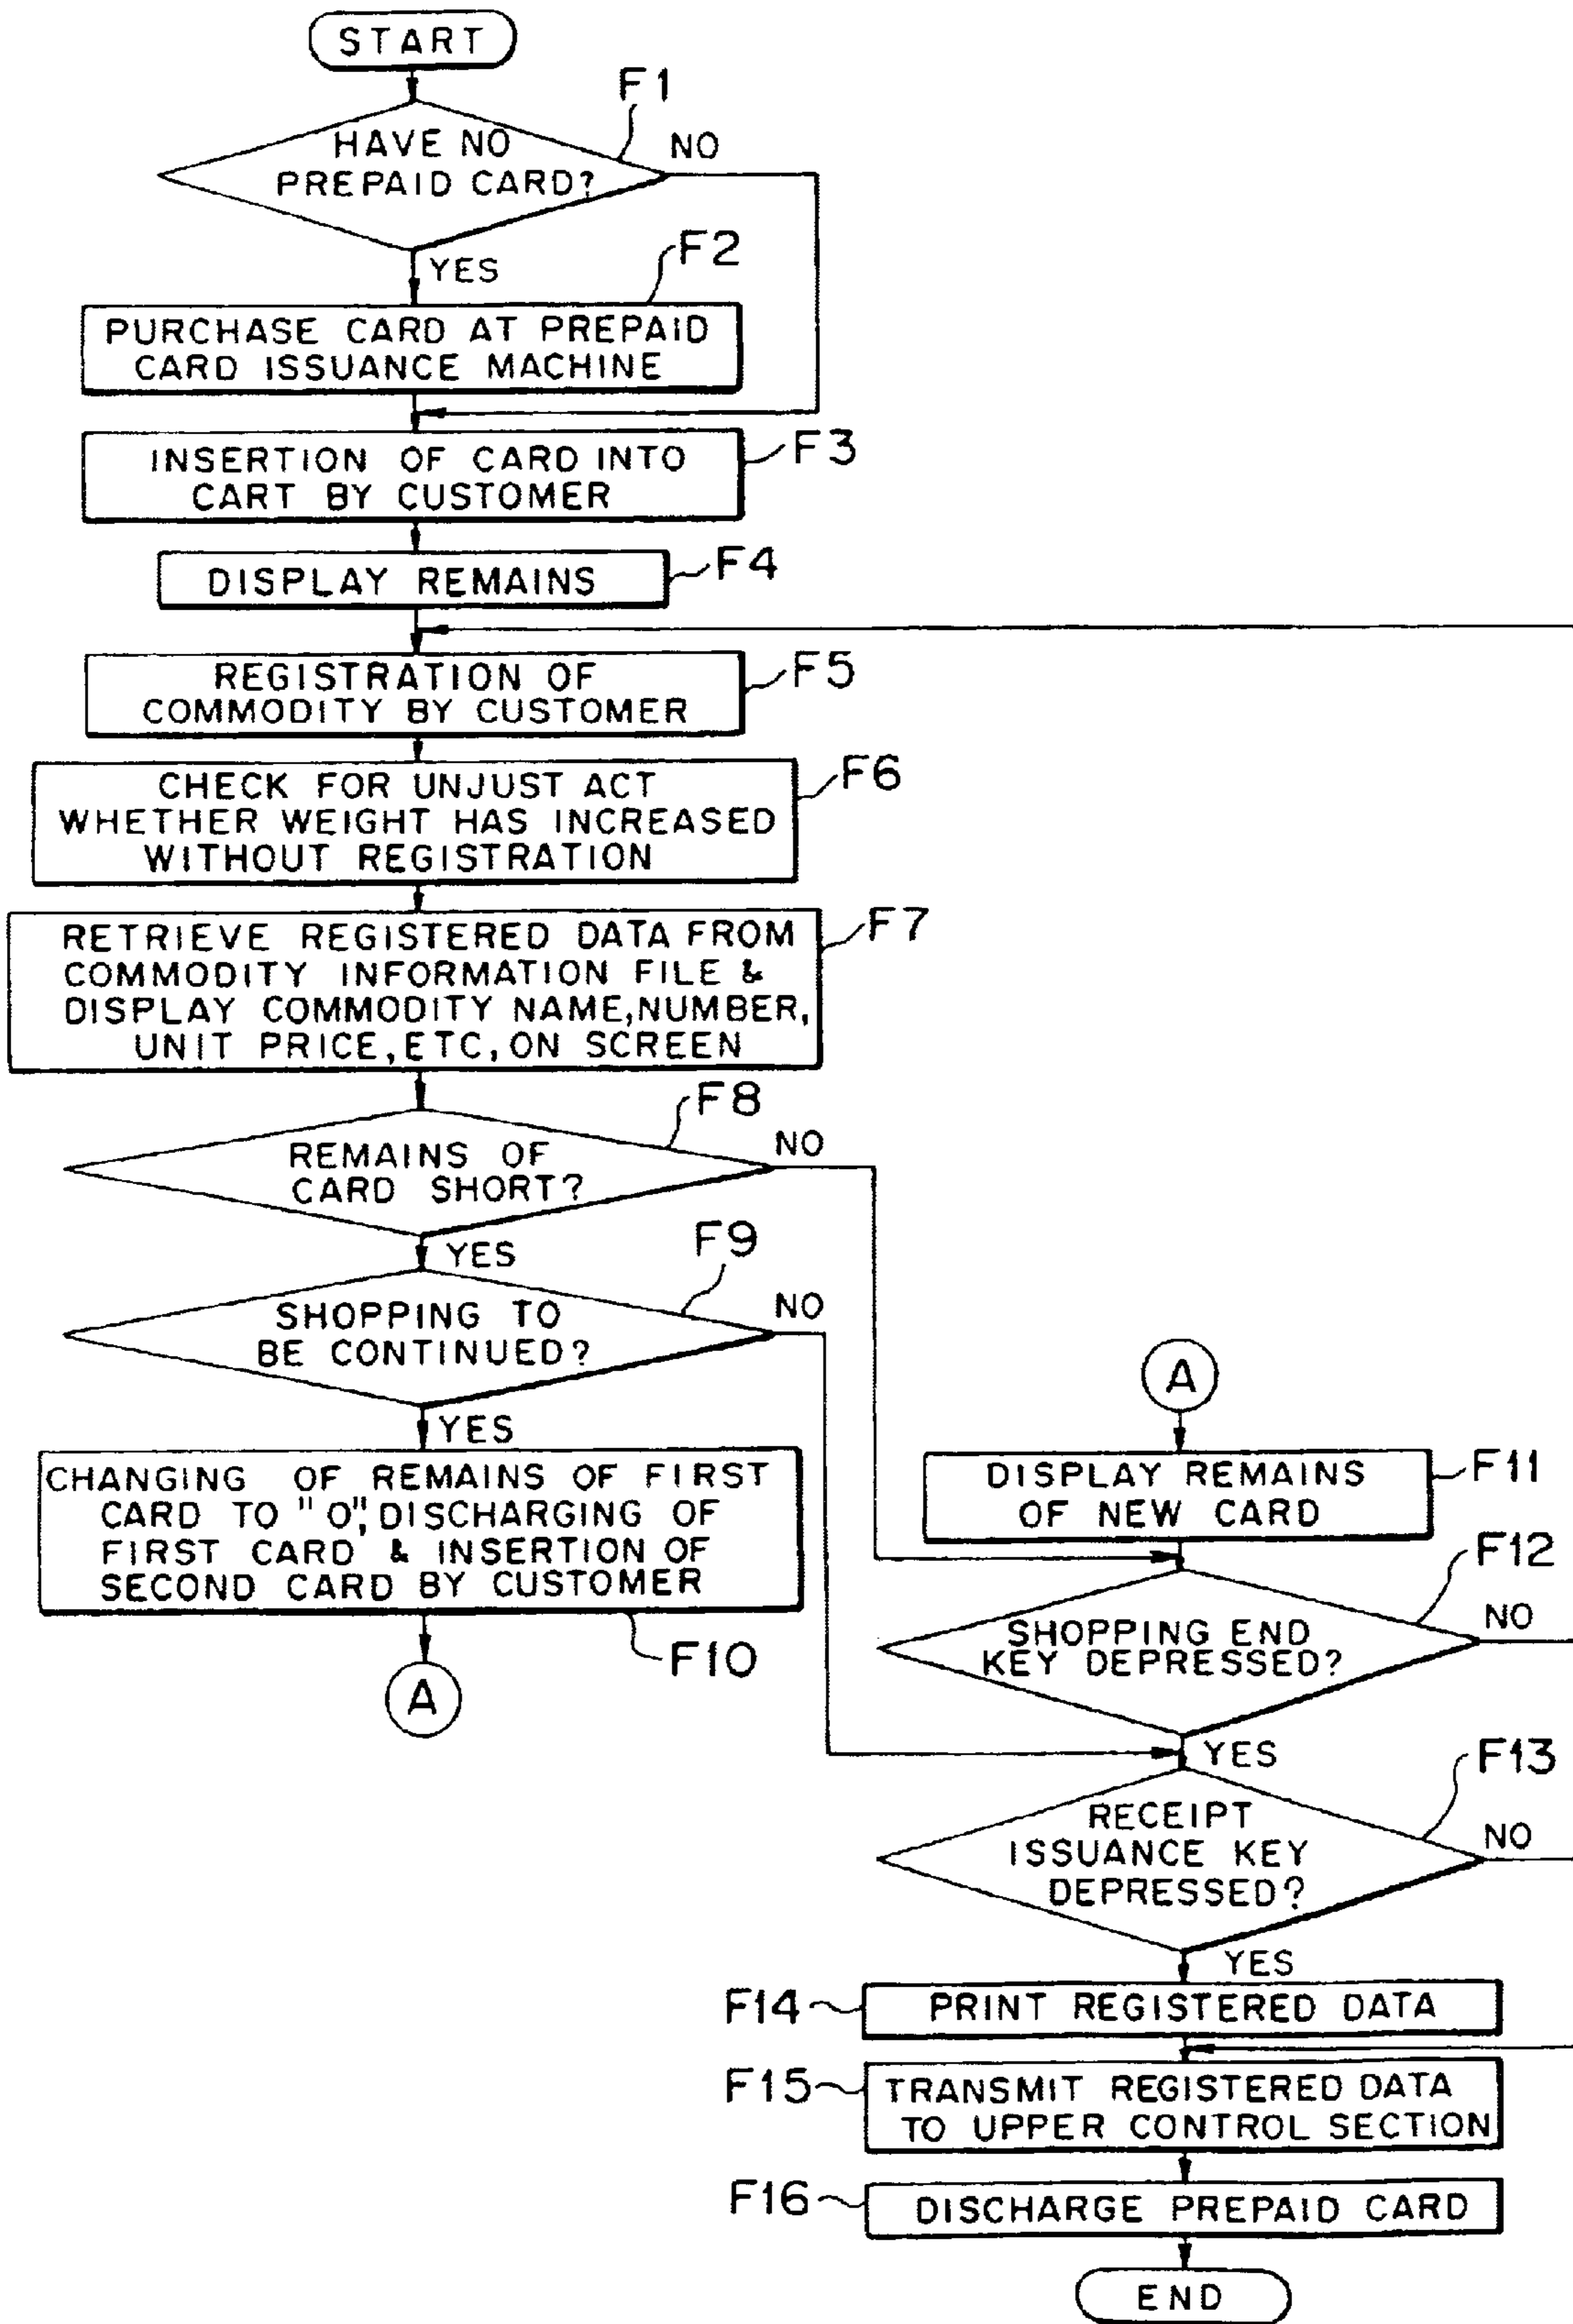 START
F1
HAVE NO
PREPAID CARD?
NO
YES
F2
PURCHASE CARD AT PREPAID
CARD ISSUANCE MACHINE
F3
INSERTION OF CARD INTO
CART BY CUSTOMER
F4
DISPLAY REMAINS
F5
REGISTRATION OF
COMMODITY BY CUSTOMER
F6
CHECK FOR UNJUST ACT
WHETHER WEIGHT HAS INCREASED
WITHOUT REGISTRATION
F7
RETRIEVE REGISTERED DATA FROM
COMMODITY INFORMATION FILE &
DISPLAY COMMODITY NAME, NUMBER,
UNIT PRICE, ETC, ON SCREEN
F8
REMAINS OF
CARD SHORT?
NO
YES
F9
SHOPPING TO
BE CONTINUED?
NO
YES
CHANGING OF REMAINS OF FIRST
CARD TO "O", DISCHARGING OF
FIRST CARD & INSERTION OF
SECOND CARD BY CUSTOMER
F10
A
A
DISPLAY REMAINS
OF NEW CARD
F11
F12
SHOPPING END
KEY DEPRESSED?
NO
YES
F13
RECEIPT
ISSUANCE KEY
DEPRESSED?
NO
YES
F14
PRINT REGISTERED DATA
F15
TRANSMIT REGISTERED DATA
TO UPPER CONTROL SECTION
F16
DISCHARGE PREPAID CARD
END